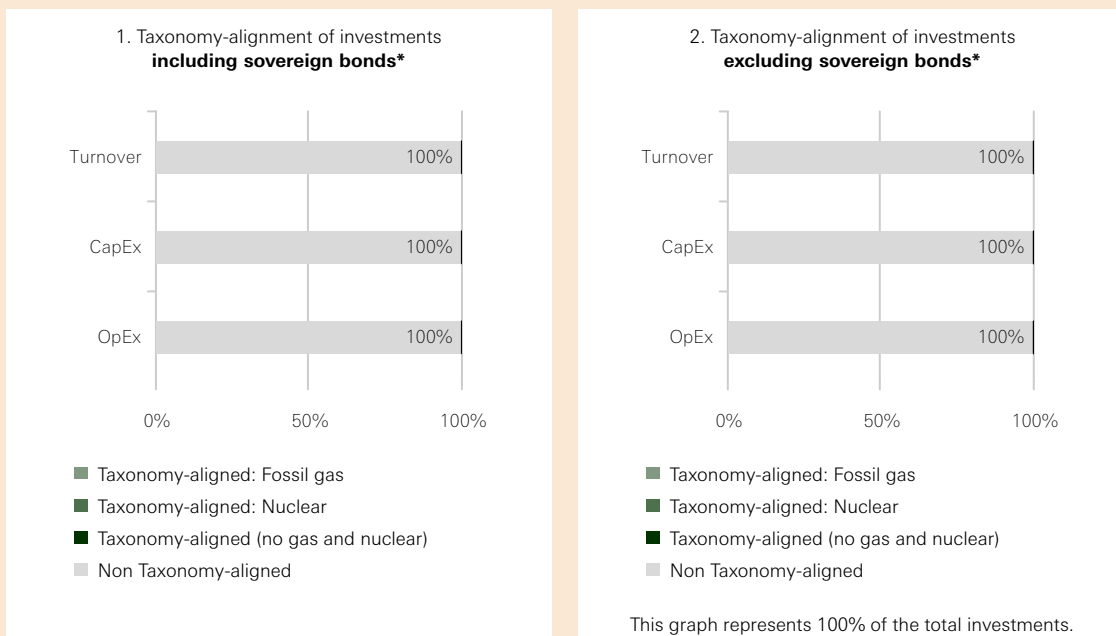 1. Taxonomy-alignment of investments
including sovereign bonds*
Turnover 100%
CapEx 100%
OpEx 100%
0% 50% 100%
Taxonomy-aligned: Fossil gas
Taxonomy-aligned: Nuclear
Taxonomy-aligned (no gas and nuclear)
Non Taxonomy-aligned
2. Taxonomy-alignment of investments
excluding sovereign bonds*
Turnover 100%
CapEx 100%
OpEx 100%
0% 50% 100%
Taxonomy-aligned: Fossil gas
Taxonomy-aligned: Nuclear
Taxonomy-aligned (no gas and nuclear)
Non Taxonomy-aligned
This graph represents 100% of the total investments.